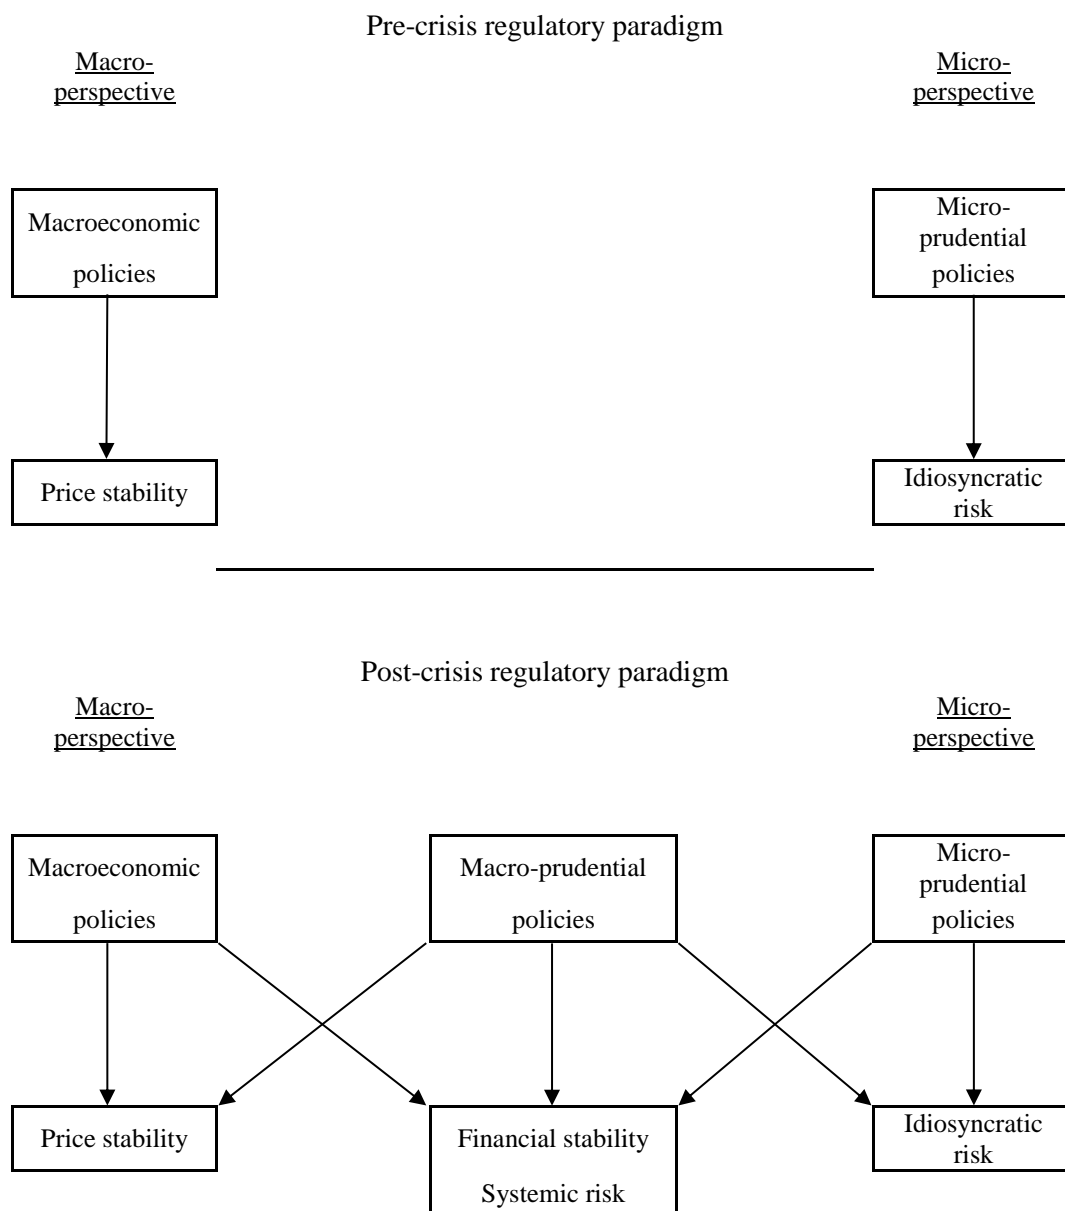 Pre-crisis regulatory paradigm
Macro-
perspective
Micro-
perspective
Macroeconomic
policies
Micro-
prudential
policies
Price stability
Idiosyncratic
risk
Post-crisis regulatory paradigm
Macro-
perspective
Micro-
perspective
Macroeconomic
policies
Macro-prudential
policies
Micro-
prudential
policies
Price stability
Financial stability
Systemic risk
Idiosyncratic
risk